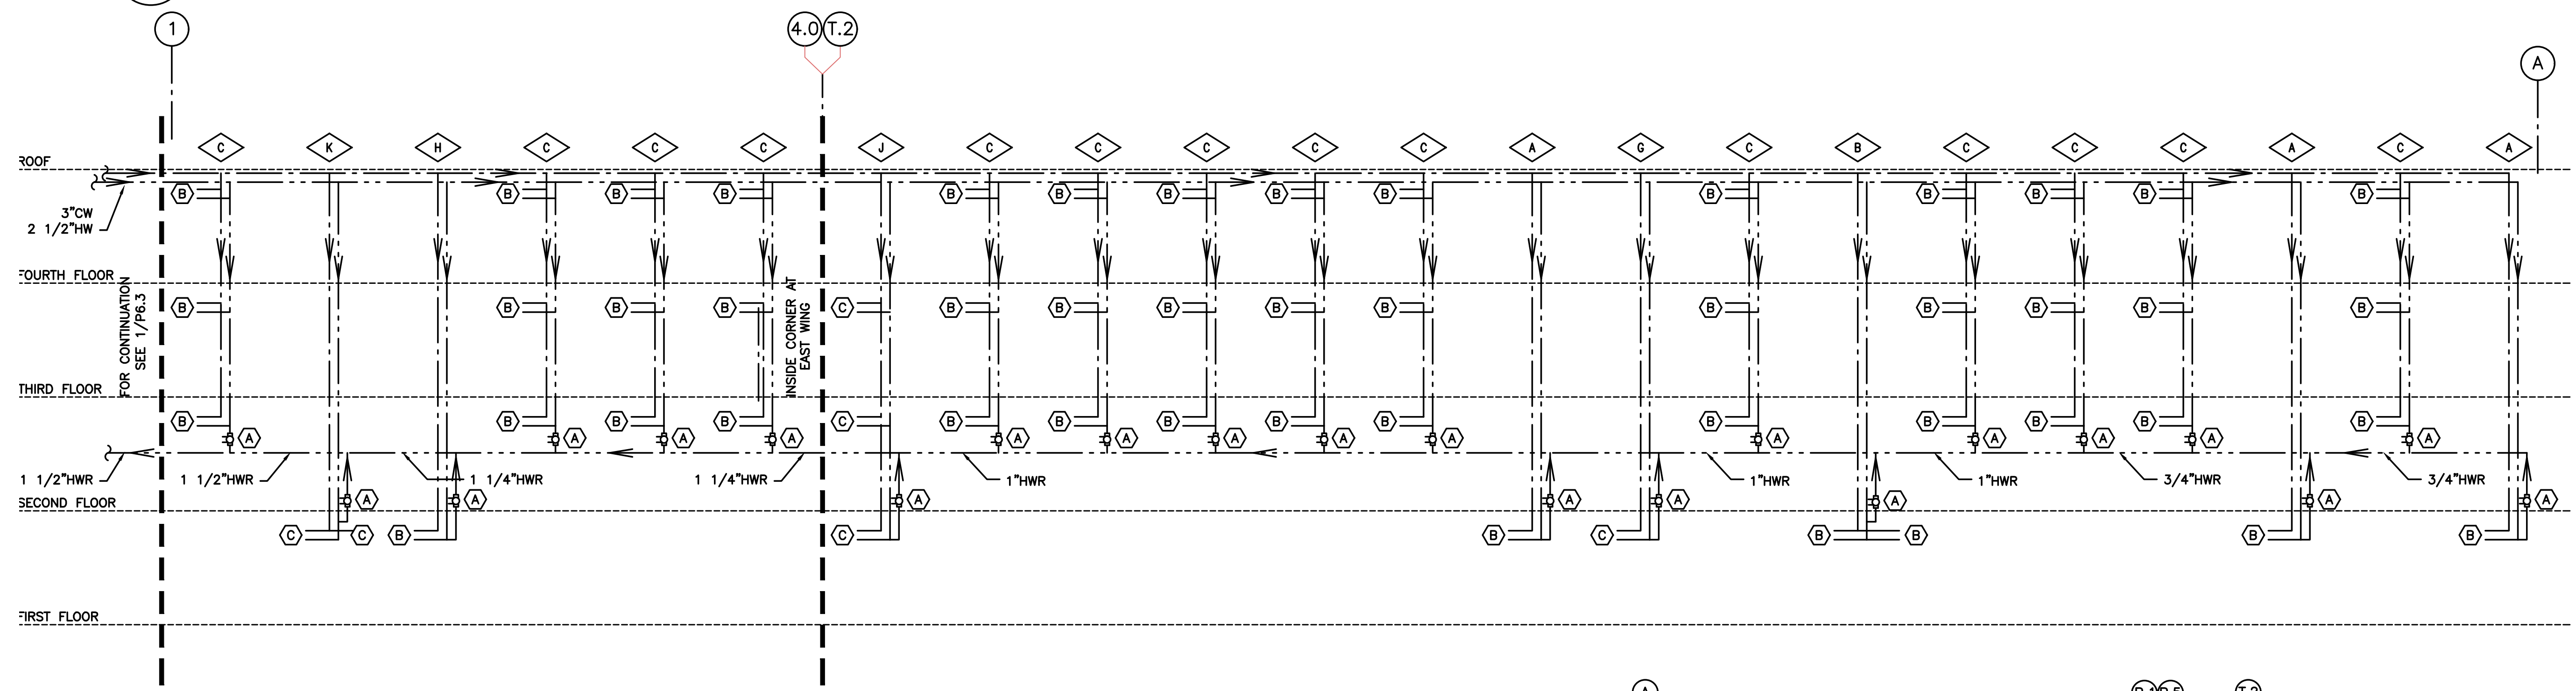 1
4.0 T.2
A
C K H C C C J C C C C C A G C B C C C A C A
ROOF
B B B B B B B B B B B B B B
3"CW
2 1/2"HW
FOURTH FLOOR
FOR CONTINUATION
SEE 1/P6.3
INSIDE CORNER AT
EAST WING
B B B B C B B B B B B B B B B
THIRD FLOOR
B B B B C B B B B B B B B B B
A A A A A A A A A A A A A A
1 1/2"HWR 1 1/2"HWR 1 1/4"HWR 1 1/4"HWR 1"HWR 1"HWR 1"HWR 3/4"HWR 3/4"HWR
SECOND FLOOR
A A A A A A A A
C C B C B C B B B B
FIRST FLOOR
A
T.2